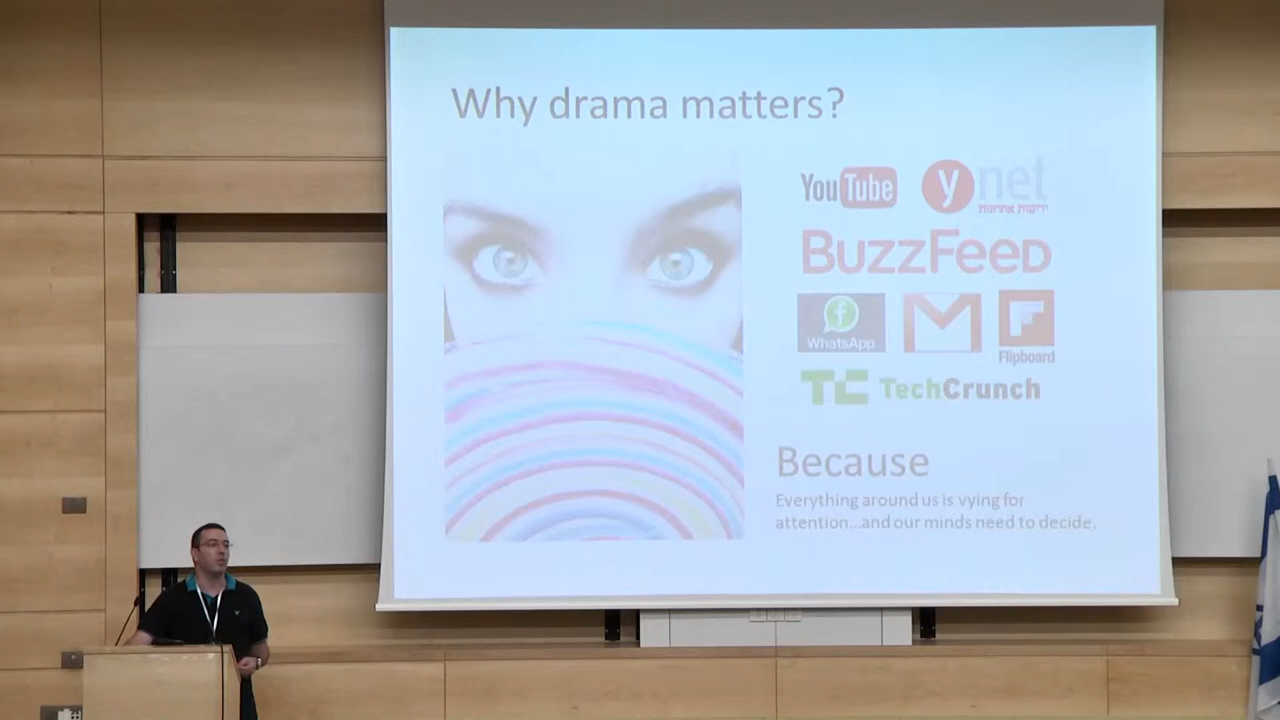 Why drama matters?
YouTube
ynet
ידיעות אחרונות
BuzzFeed
WhatsApp
Flipboard
TC TechCrunch
Because
Everything around us is vying for
attention...and our minds need to decide.